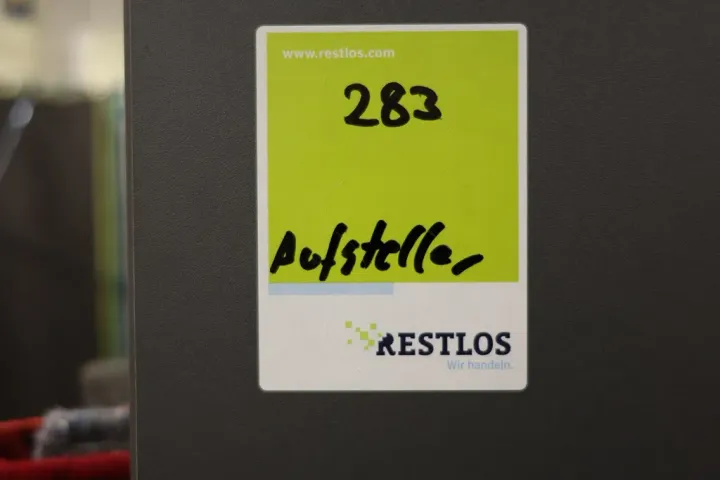 www.restlos.com
283
Aufsteller
RESTLOS
Wir handeln.